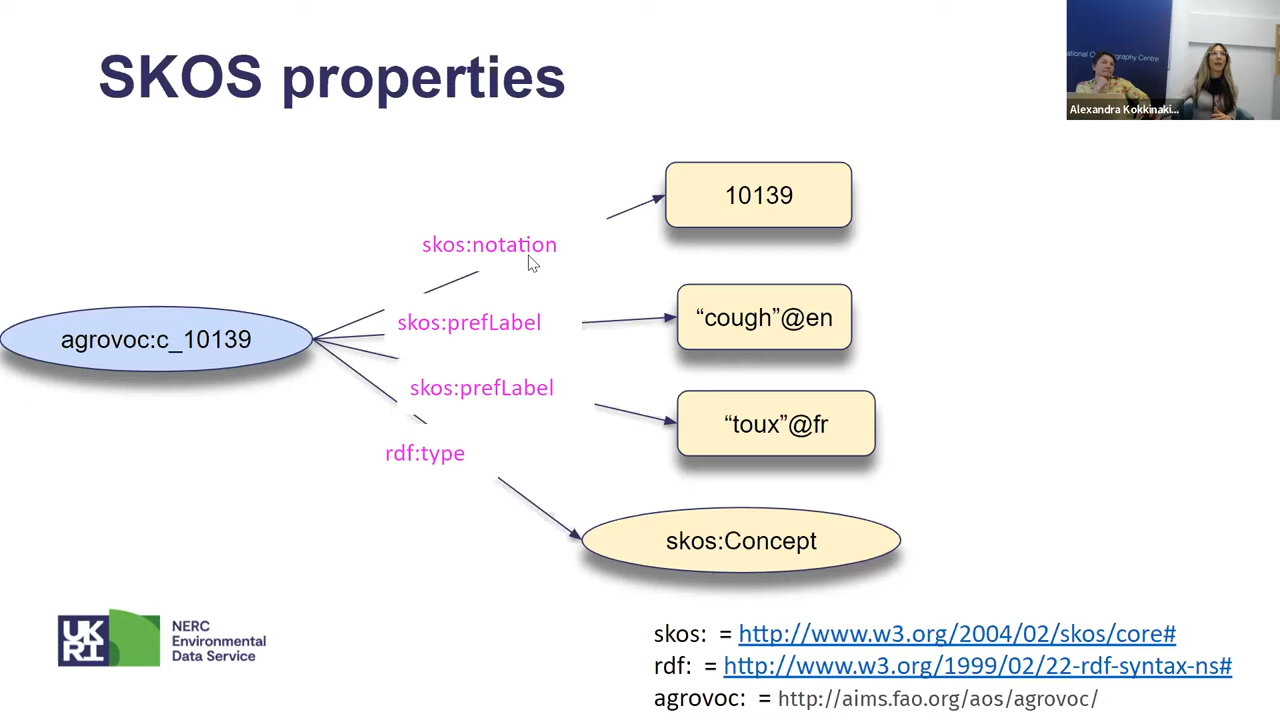 SKOS properties
Alexandra Kokkinaki...
10139
skos:notation
skos:prefLabel
"cough"@en
agrovoc:c_10139
skos:prefLabel
"toux"@fr
rdf:type
skos:Concept
UK
RI
NERC
Environmental
Data Service
skos: = http://www.w3.org/2004/02/skos/core#
rdf: = http://www.w3.org/1999/02/22-rdf-syntax-ns#
agrovoc: = http://aims.fao.org/aos/agrovoc/